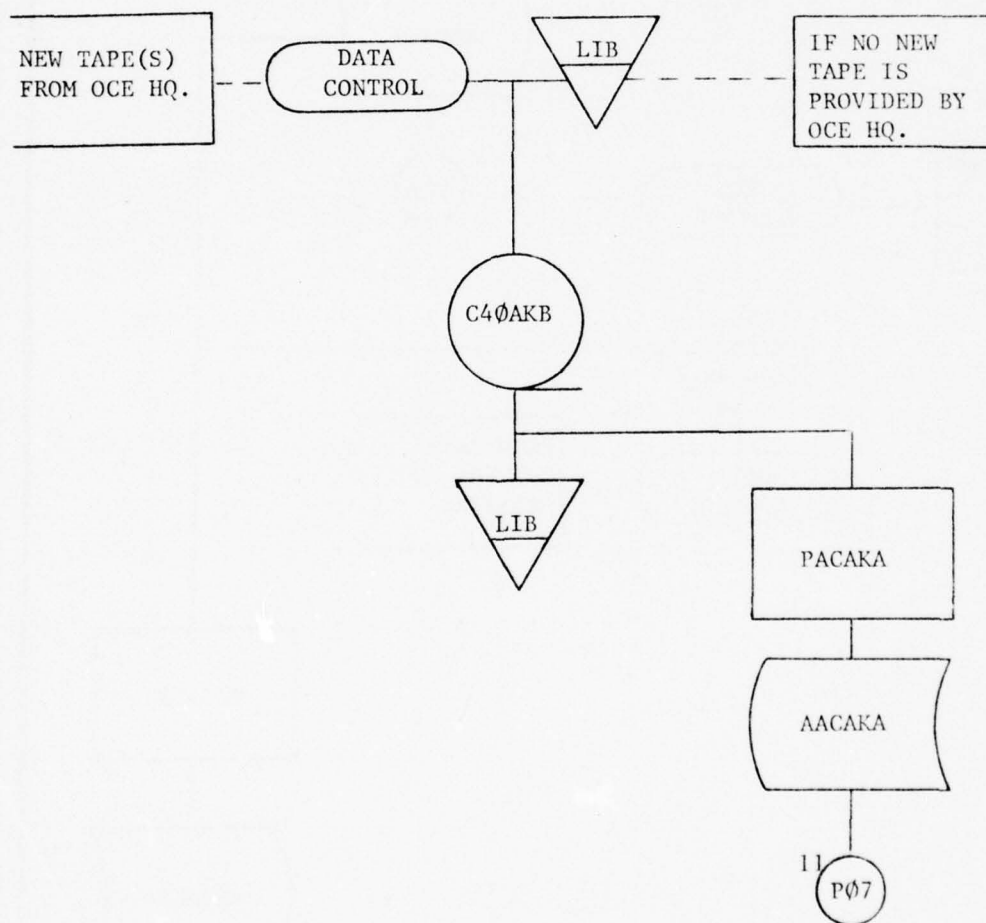 NEW TAPE(S)
FROM OCE HQ.
DATA
CONTROL
LIB
IF NO NEW
TAPE IS
PROVIDED BY
OCE HQ.
C4ØAKB
LIB
PACAKA
AACAKA
11
PØ7